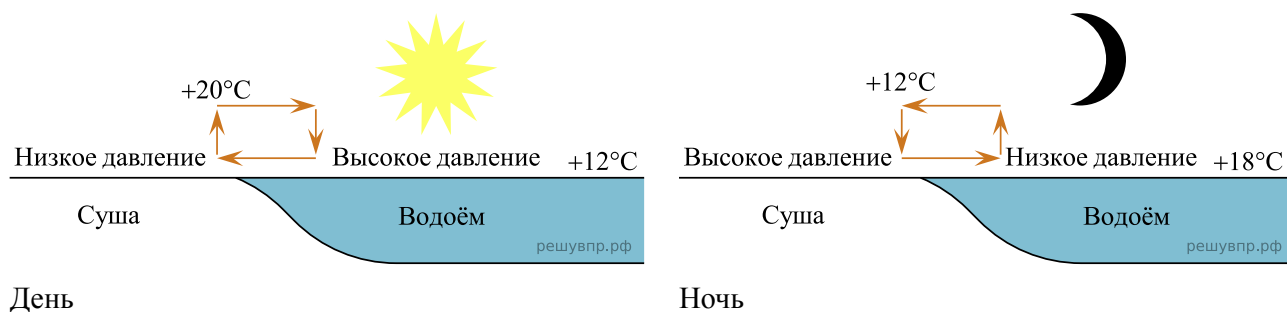 +20°C
Низкое давление
Высокое давление
+12°C
Суша
Водоём
решувпр.рф
День
+12°C
Высокое давление
Низкое давление
+18°C
Суша
Водоём
решувпр.рф
Ночь